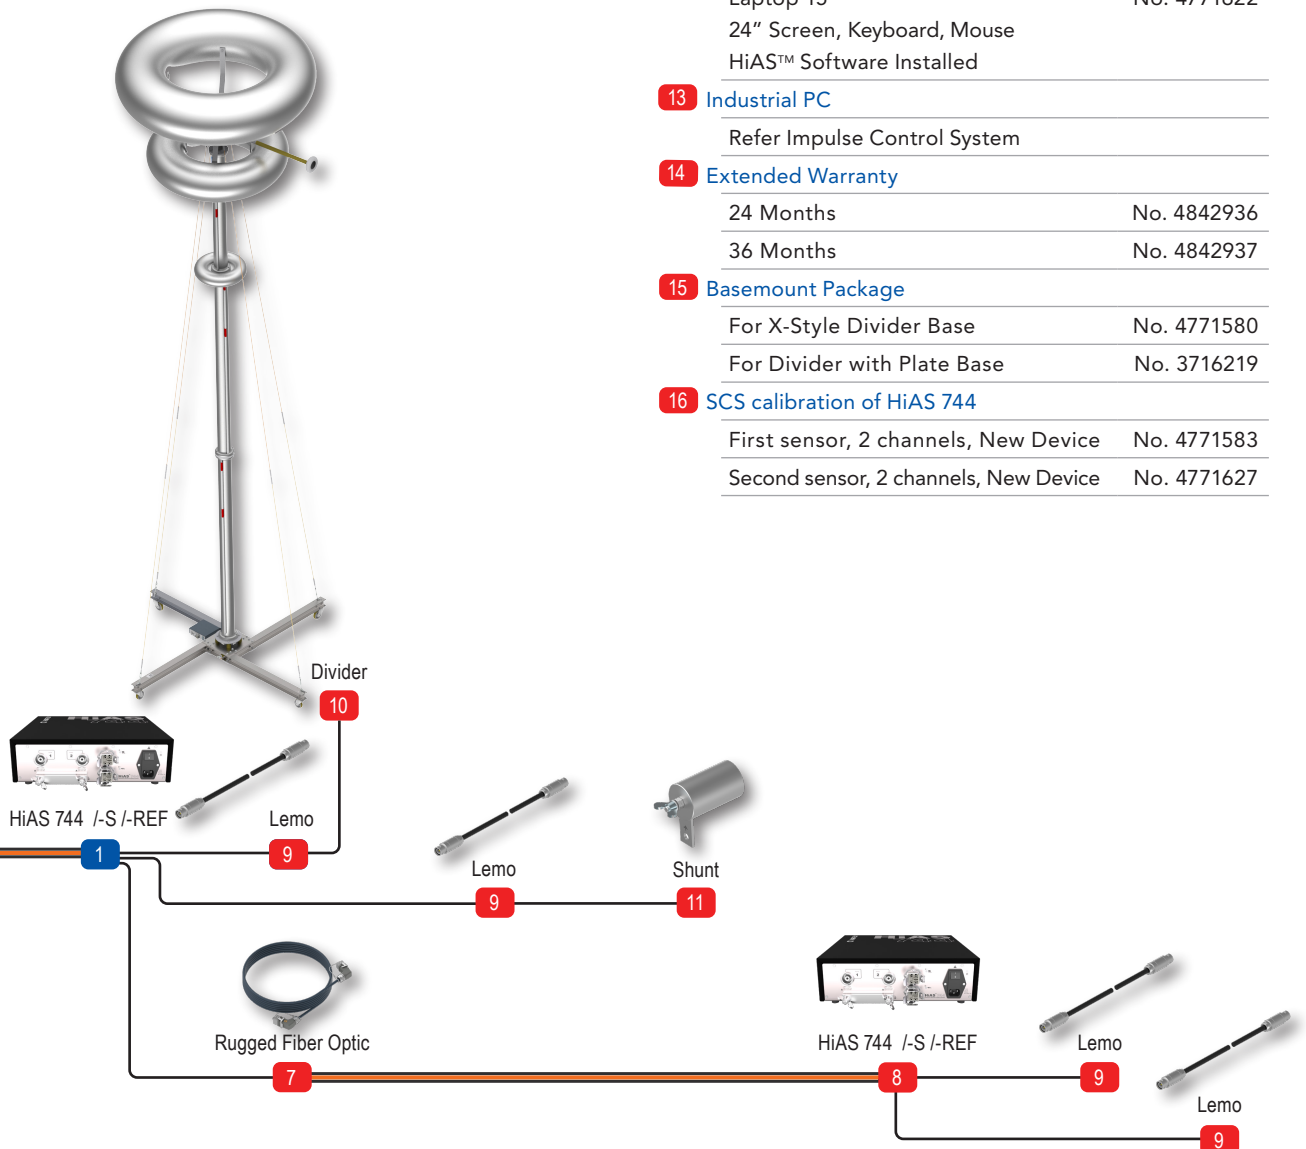 Laptop 15" No. 4771822
24” Screen, Keyboard, Mouse
HiAS™ Software Installed
13 Industrial PC
Refer Impulse Control System
14 Extended Warranty
24 Months No. 4842936
36 Months No. 4842937
15 Basemount Package
For X-Style Divider Base No. 4771580
For Divider with Plate Base No. 3716219
16 SCS calibration of HiAS 744
First sensor, 2 channels, New Device No. 4771583
Second sensor, 2 channels, New Device No. 4771627
Divider
10
HiAS 744 /-S /-REF
Lemo
1
9
Lemo
9
Shunt
11
Rugged Fiber Optic
7
HiAS 744 /-S /-REF
8
Lemo
9
Lemo
9